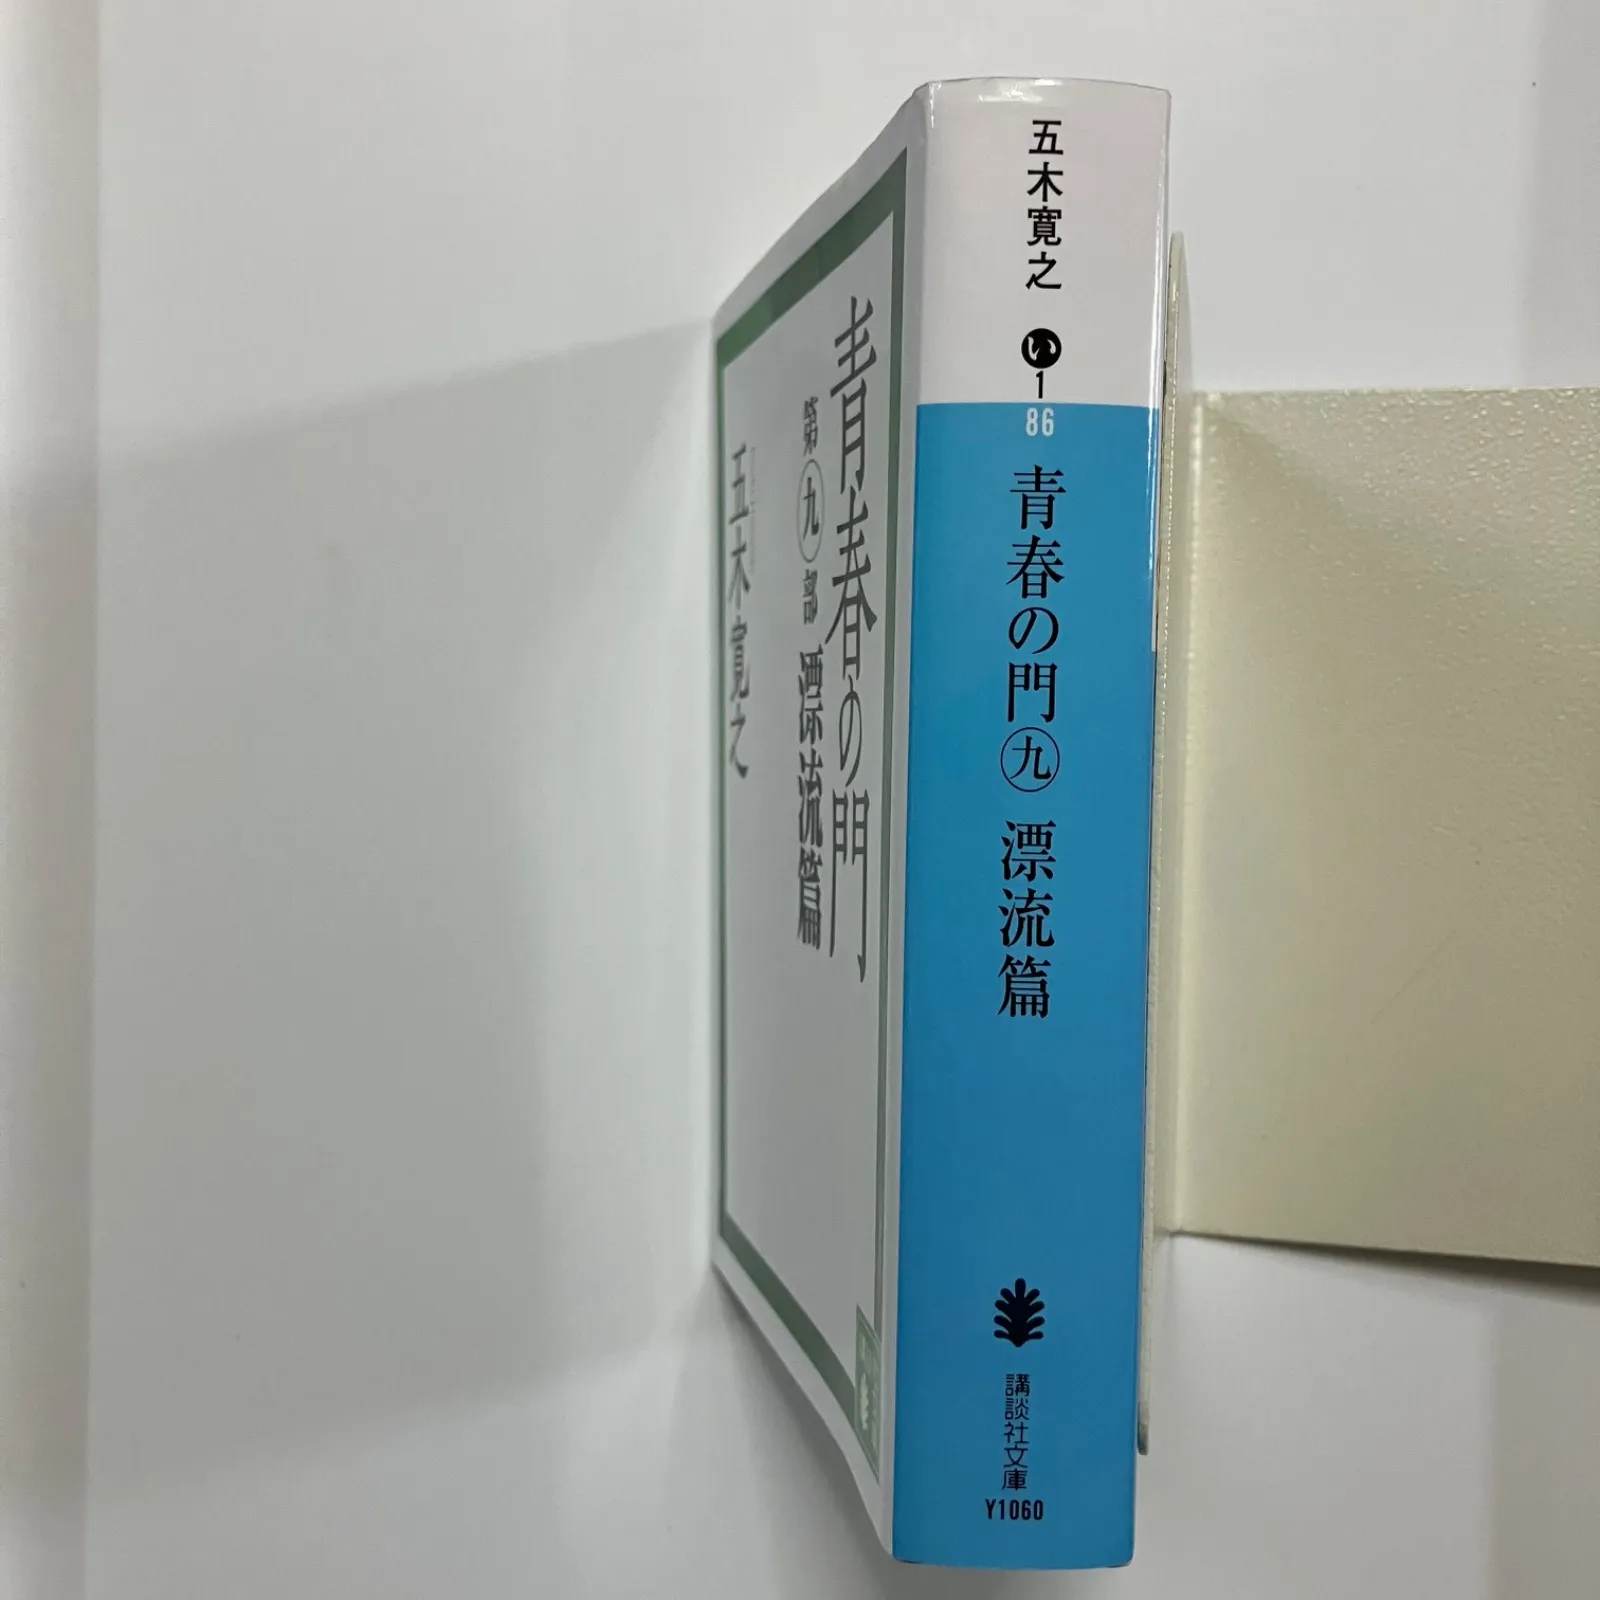 五木寛之
い
1
86
青春の門 九 漂流篇
講談社文庫
Y1060
青春の門
第九部 漂流篇
五木寛之